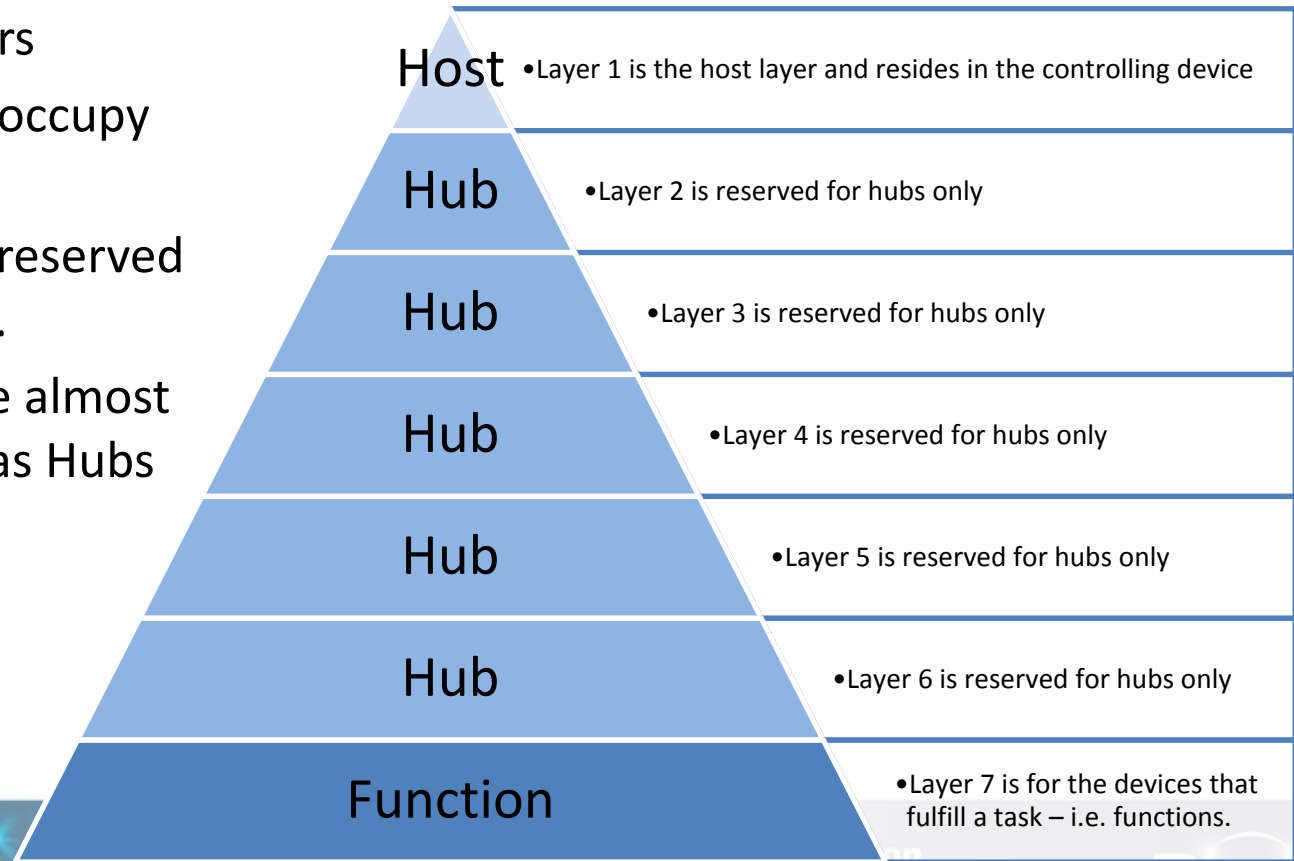 rs
occupy
reserved
.
e almost
as Hubs
Host
•Layer 1 is the host layer and resides in the controlling device
Hub
•Layer 2 is reserved for hubs only
Hub
•Layer 3 is reserved for hubs only
Hub
•Layer 4 is reserved for hubs only
Hub
•Layer 5 is reserved for hubs only
Hub
•Layer 6 is reserved for hubs only
Function
•Layer 7 is for the devices that
fulfill a task – i.e. functions.